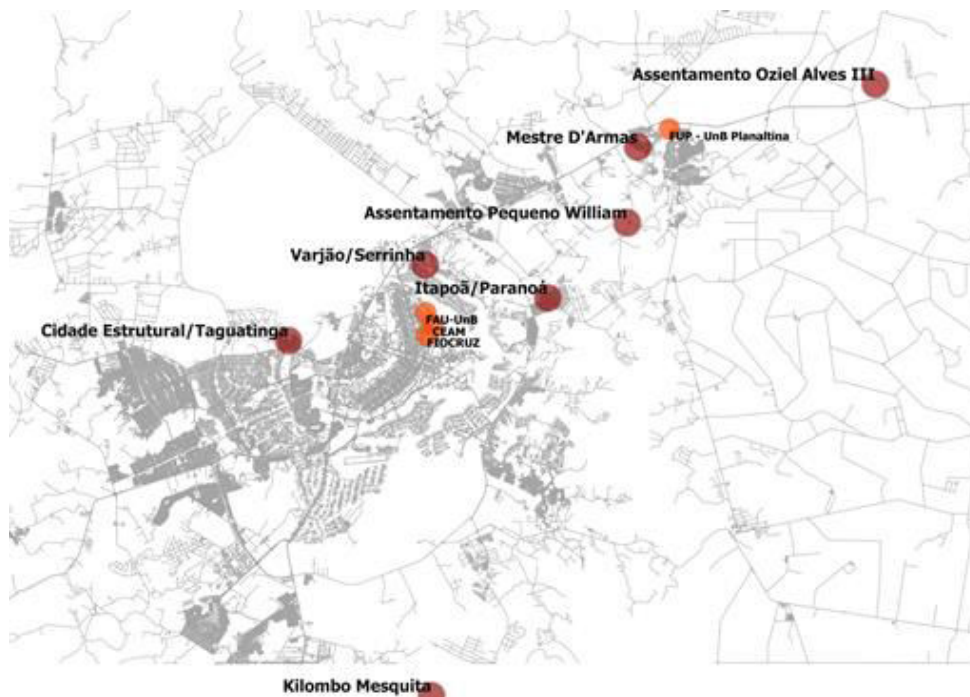 Assentamento Oziel Alves III
Mestre D'Armas
FUP - UnB Planaltina
Assentamento Pequeno William
Varjão/Serrinha
Itapoã/Paranoá
FAU-UnB
Cidade Estrutural/Taguatinga
CEAM
FIOCRUZ
Kilombo Mesquita